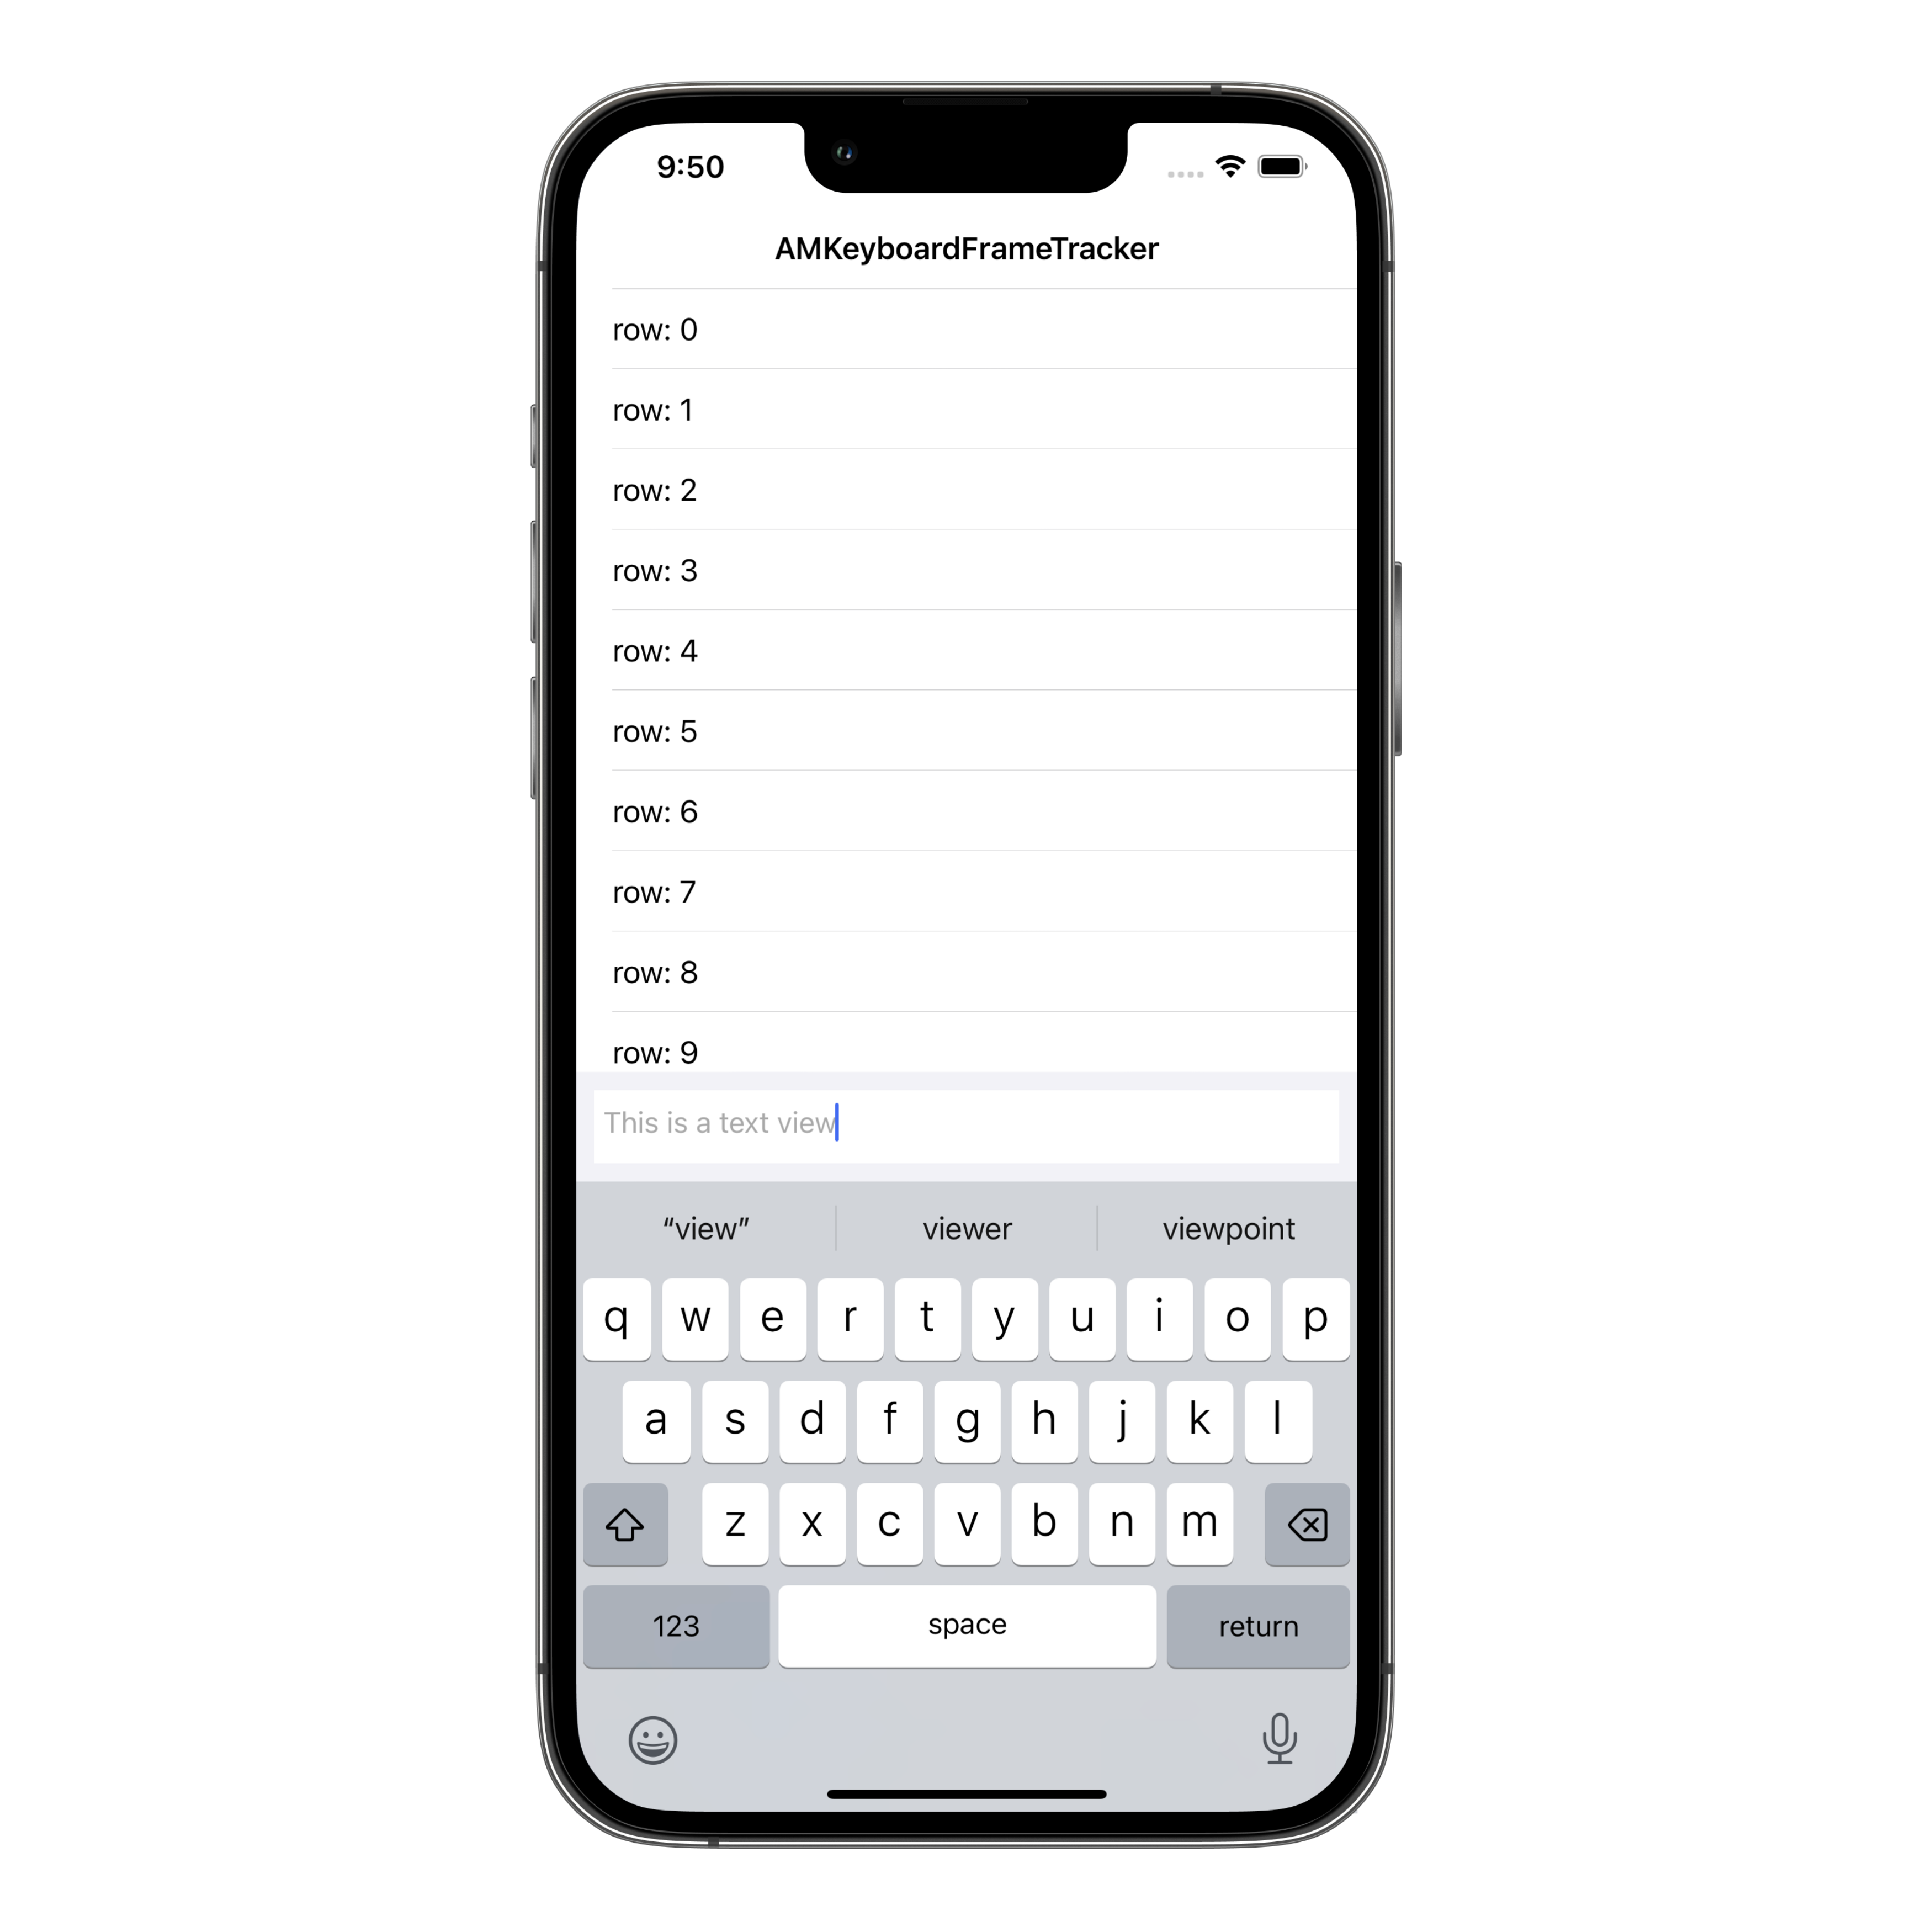 9:50
AMKeyboardFrameTracker
row: 0
row: 1
row: 2
row: 3
row: 4
row: 5
row: 6
row: 7
row: 8
row: 9
This is a text view
“view” viewer viewpoint
q w e r t y u i o p
a s d f g h j k l
z x c v b n m
123 space return